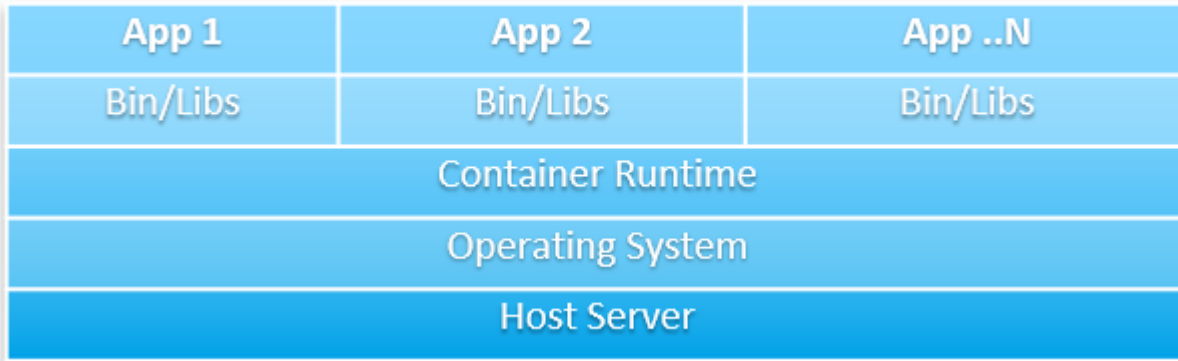 App 1 App 2 App ..N
Bin/Libs Bin/Libs Bin/Libs
Container Runtime
Operating System
Host Server